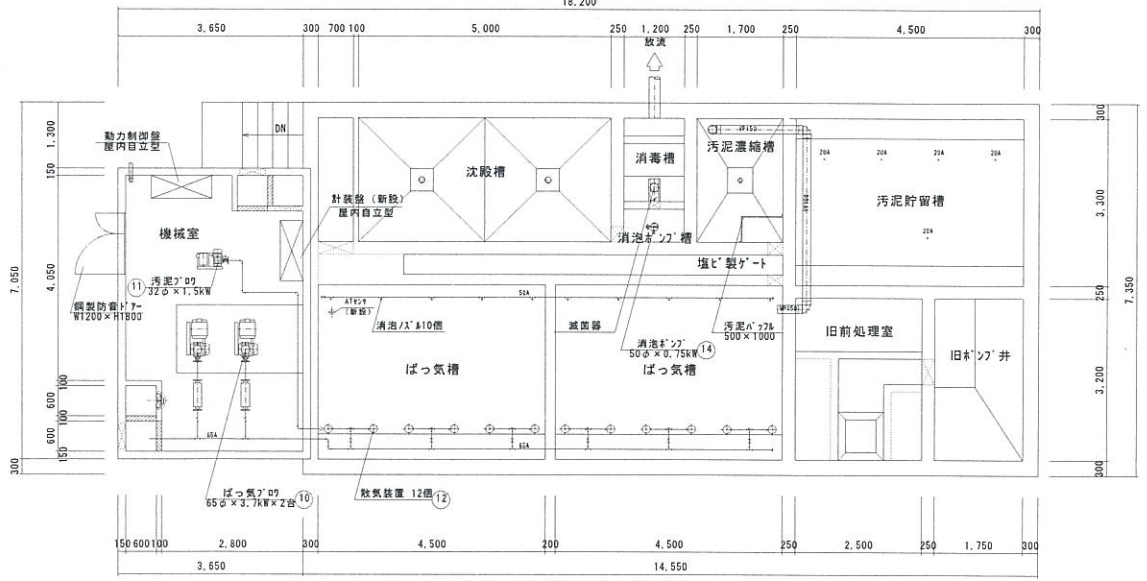 18,200
3,650 300 700 100 5,000 250 1,200 250 1,700 250 4,500 300
放流
DN
動力制御盤
屋内自立型
計装盤 (新設)
屋内自立型
機械室
沈殿槽
消毒槽
汚泥濃縮槽
VP150
20A 20A 20A 20A
汚泥貯留槽
20A
消泡ポンプ槽
塩ビ製ゲート
⑪ 汚泥ブロワ
32φ×1.5kW
鋼製防音ドアー
W1200×H1800
ATセンサ
(新設)
50A
消泡ノズル10個
滅菌器
消泡ポンプ
50φ×0.75kW ⑭
汚泥バッフル
500×1000
VP150
旧前処理室
旧ポンプ井
ばっ気槽
ばっ気槽
65A
65A
ばっ気ブロワ
65φ×3.7kW×2台 ⑩
散気装置 12個 ⑫
7,050
300
1,300
150
4,050
100
600
100
600
150
300
3,300
250
3,200
300
7,350
150 600 100 2,800 300 4,500 200 4,500 250 2,500 250 1,750 300
3,650 14,550